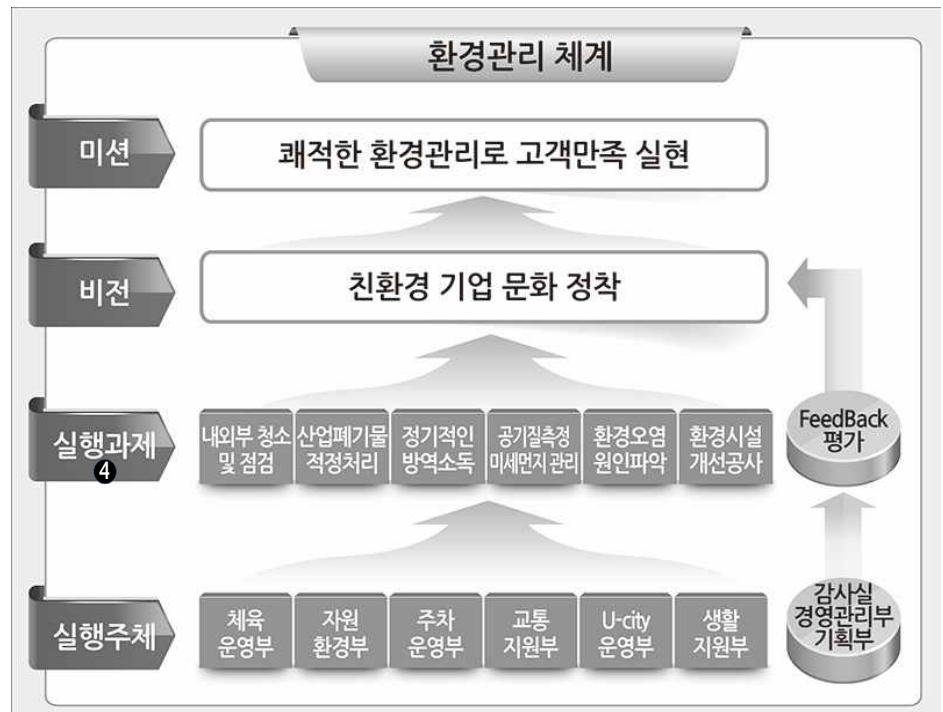 환경관리 체계
미션
쾌적한 환경관리로 고객만족 실현
비전
친환경 기업 문화 정착
실행과제
❹
내외부 청소
및 점검
산업폐기물
적정처리
정기적인
방역소독
공기질측정
미세먼지 관리
환경오염
원인파악
환경시설
개선공사
FeedBack
평가
실행주체
체육
운영부
자원
환경부
주차
운영부
교통
지원부
U-city
운영부
생활
지원부
감사실
경영관리부
기획부